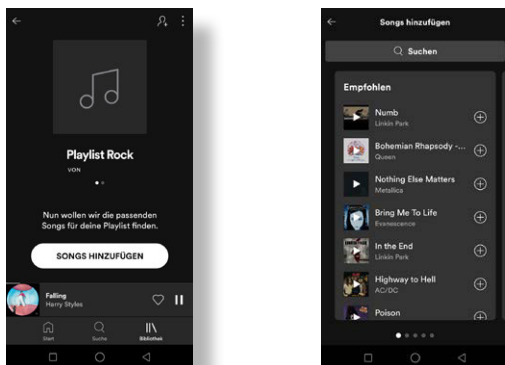 Playlist Rock
VON
Nun wollen wir die passenden
Songs für deine Playlist finden.
SONGS HINZUFÜGEN
Falling
Harry Styles
Start
Suche
Bibliothek
Songs hinzufügen
Suchen
Empfohlen
Numb
Linkin Park
Bohemian Rhapsody -...
Queen
Nothing Else Matters
Metallica
Bring Me To Life
Evanescence
In the End
Linkin Park
Highway to Hell
AC/DC
Poison